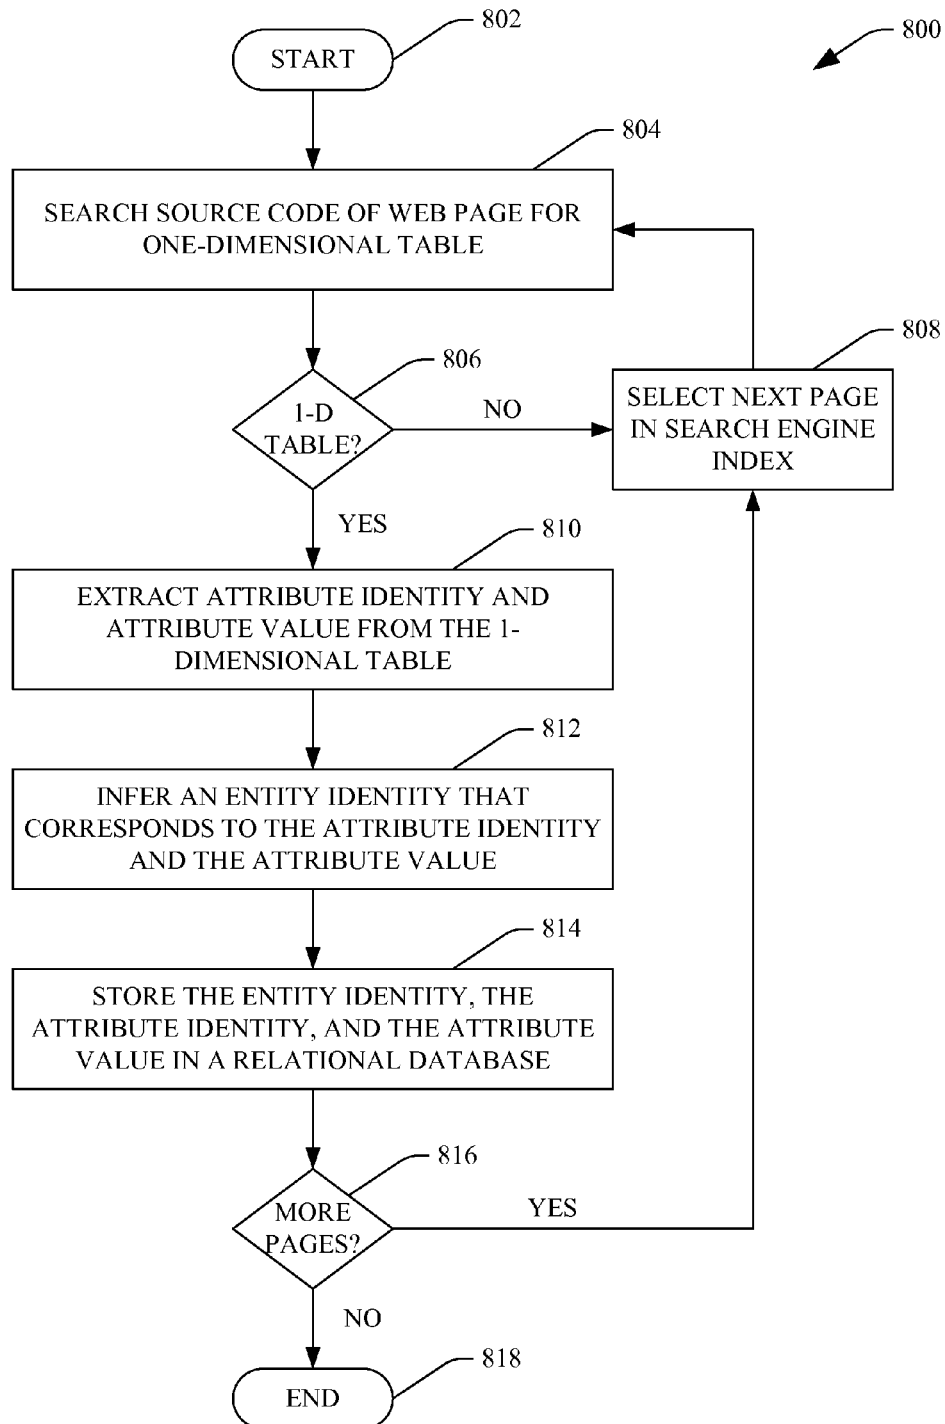 802
START
800
804
SEARCH SOURCE CODE OF WEB PAGE FOR
ONE-DIMENSIONAL TABLE
808
806
SELECT NEXT PAGE
IN SEARCH ENGINE
INDEX
1-D
TABLE?
NO
YES
810
EXTRACT ATTRIBUTE IDENTITY AND
ATTRIBUTE VALUE FROM THE 1-
DIMENSIONAL TABLE
812
INFER AN ENTITY IDENTITY THAT
CORRESPONDS TO THE ATTRIBUTE IDENTITY
AND THE ATTRIBUTE VALUE
814
STORE THE ENTITY IDENTITY, THE
ATTRIBUTE IDENTITY, AND THE ATTRIBUTE
VALUE IN A RELATIONAL DATABASE
816
MORE
PAGES?
YES
NO
818
END